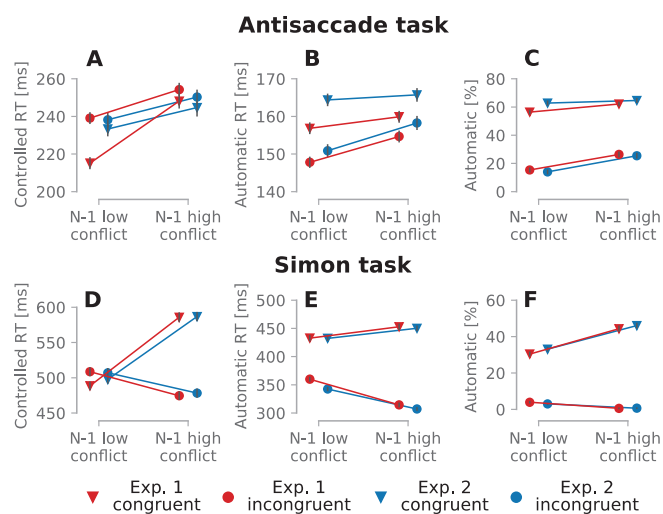 Antisaccade task
A
B
C
Controlled RT [ms]
260
240
220
200
N-1 low
conflict
N-1 high
conflict
Automatic RT [ms]
170
160
150
140
N-1 low
conflict
N-1 high
conflict
Automatic [%]
80
60
40
20
0
N-1 low
conflict
N-1 high
conflict
Simon task
D
E
F
Controlled RT [ms]
600
550
500
450
N-1 low
conflict
N-1 high
conflict
Automatic RT [ms]
450
400
350
300
N-1 low
conflict
N-1 high
conflict
Automatic [%]
60
40
20
0
N-1 low
conflict
N-1 high
conflict
Exp. 1
congruent
Exp. 1
incongruent
Exp. 2
congruent
Exp. 2
incongruent